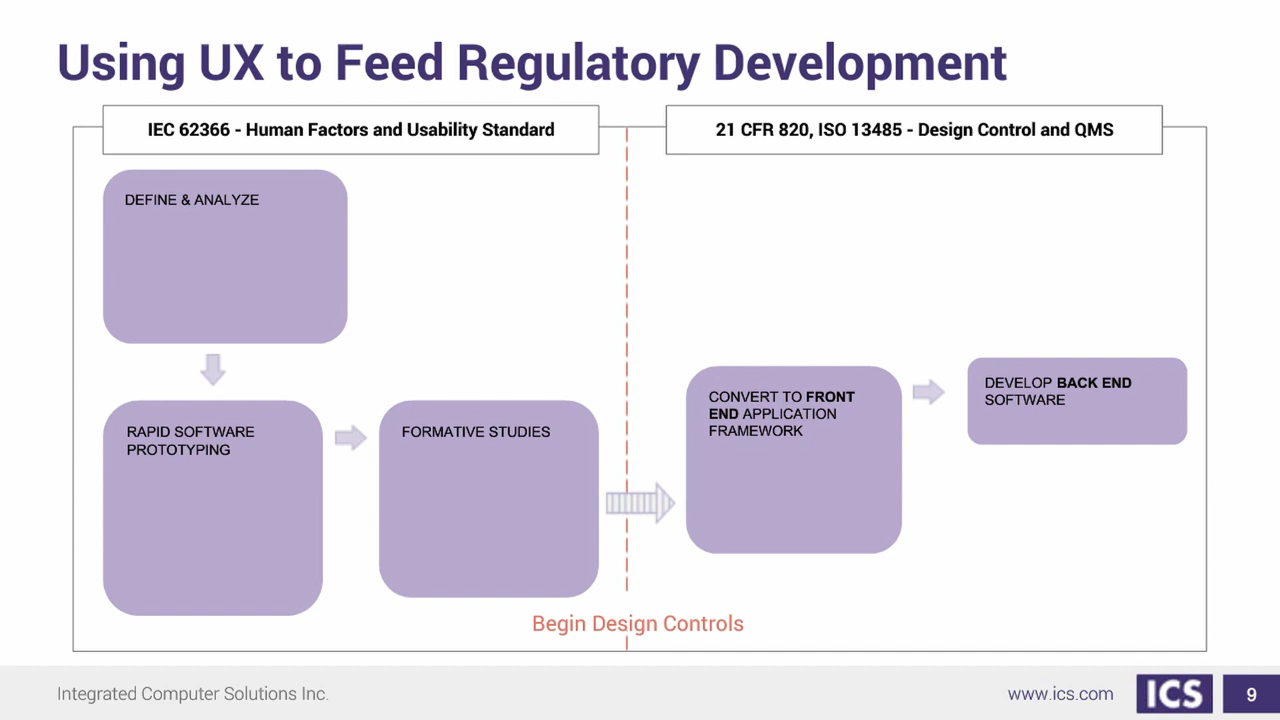 Using UX to Feed Regulatory Development
IEC 62366 - Human Factors and Usability Standard
21 CFR 820, ISO 13485 - Design Control and QMS
DEFINE & ANALYZE
RAPID SOFTWARE
PROTOTYPING
FORMATIVE STUDIES
CONVERT TO FRONT
END APPLICATION
FRAMEWORK
DEVELOP BACK END
SOFTWARE
Begin Design Controls
Integrated Computer Solutions Inc.
www.ics.com
ICS
9